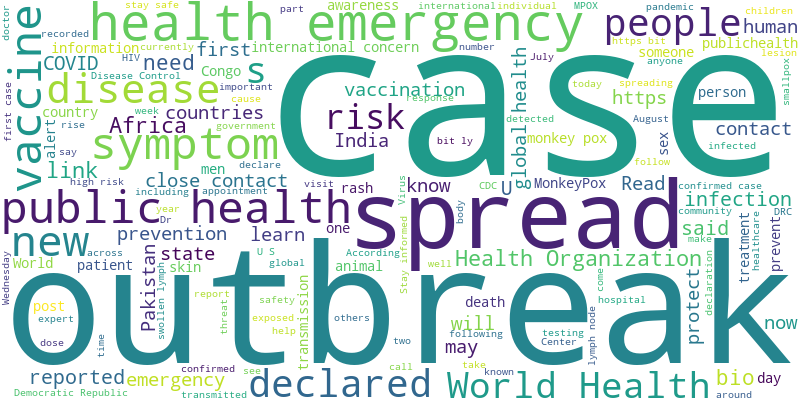 doctor
stay safe
awareness
international
individual
MPOX
pandemic
children
health emergency
people
part
https bit
human
recorded
information
currently
first
international concern
number
someone
publichealth
lesion
vaccine
COVID
HIV
need
s
case
July
anyone
Disease Control
Congo
important
vaccination
today
spreading
person
smallpox
disease
cause
response
global health
https
first case
week
countries
government
risk
detected
August
contact
country
rise
Africa
India
bit ly
monkey pox
sex
infected
alert
say
symptom
men
declare
follow
link
close contact
rash
know
CDC
U
MonkeyPox
Read
confirmed case
high risk
including
appointment
visit
Virus
infection
public health
year
Dr
one
spread
body
community
DRC
new
prevention
learn
said
make
treatment
healthcare
prevent
across
state
U S
According
Stay informed
well
Health Organization
Wednesday
World
patient
Pakistan
swollen lymph
skin
global
animal
transmission
come
declaration
outbreak
report
threat
safety
death
hospital
protect
post
exposed
others
will
following
now
expert
help
two
testing
dose
time
may
Center
lymph node
reported
confirmed
see
call
known
take
bio
day
emergency
declared
World Health
Democratic Republic
transmitted
around